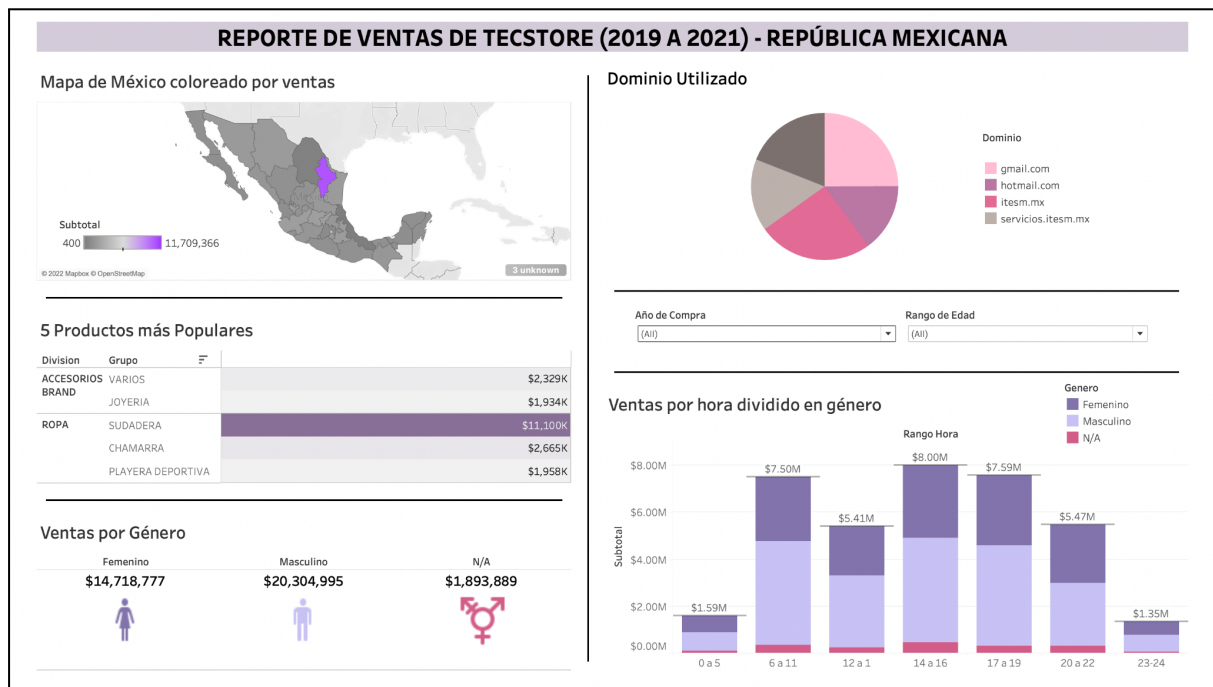 REPORTE DE VENTAS DE TECSTORE (2019 A 2021) - REPÚBLICA MEXICANA
Mapa de México coloreado por ventas
Subtotal
400 11,709,366
© 2022 Mapbox © OpenStreetMap
3 unknown
5 Productos más Populares
Division Grupo
ACCESORIOS BRAND VARIOS $2,329K
JOYERIA $1,934K
ROPA SUDADERA $11,100K
CHAMARRA $2,665K
PLAYERA DEPORTIVA $1,958K
Ventas por Género
Femenino Masculino N/A
$14,718,777 $20,304,995 $1,893,889
Dominio Utilizado
Dominio
gmail.com
hotmail.com
itesm.mx
servicios.itesm.mx
Año de Compra Rango de Edad
(All) (All)
Ventas por hora dividido en género
Genero
Femenino
Masculino
N/A
Rango Hora
Subtotal
$8.00M
$6.00M
$4.00M
$2.00M
$0.00M
$1.59M
$7.50M
$5.41M
$8.00M
$7.59M
$5.47M
$1.35M
0 a 5 6 a 11 12 a 1 14 a 16 17 a 19 20 a 22 23-24